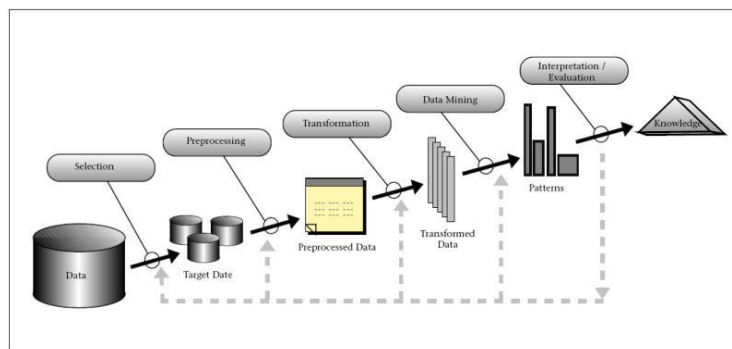 Interpretation /
Evaluation
Data Mining
Transformation
Preprocessing
Selection
Knowledge
Patterns
Transformed
Data
Preprocessed Data
Target Date
Data